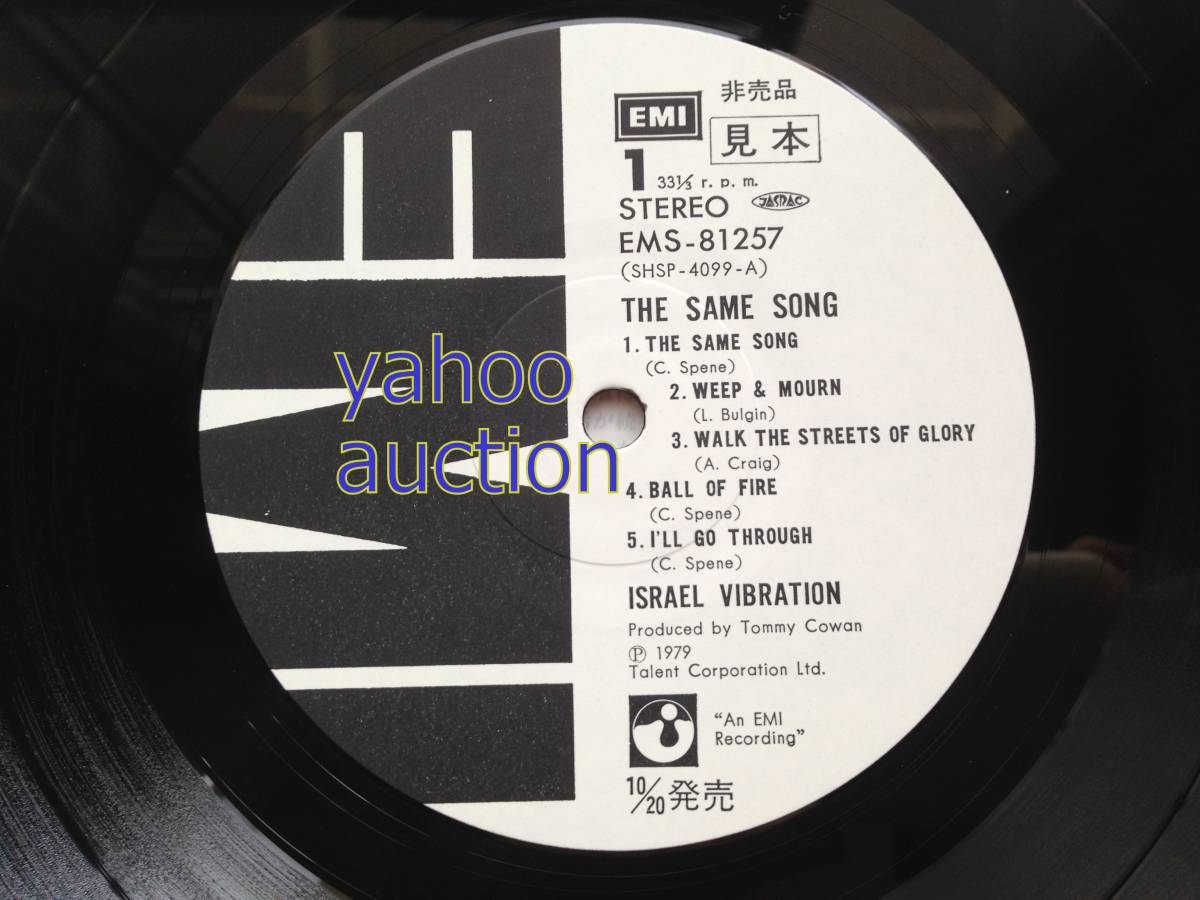 EMI
非売品
見本
1
33⅓ r. p. m.
STEREO
JASRAC
EMS-81257
(SHSP-4099-A)
THE SAME SONG
1. THE SAME SONG
(C. Spene)
2. WEEP & MOURN
(L. Bulgin)
3. WALK THE STREETS OF GLORY
(A. Craig)
4. BALL OF FIRE
(C. Spene)
5. I'LL GO THROUGH
(C. Spene)
ISRAEL VIBRATION
Produced by Tommy Cowan
Ⓟ 1979
Talent Corporation Ltd.
“An EMI
Recording”
10/20発売
EMI
yahoo
auction